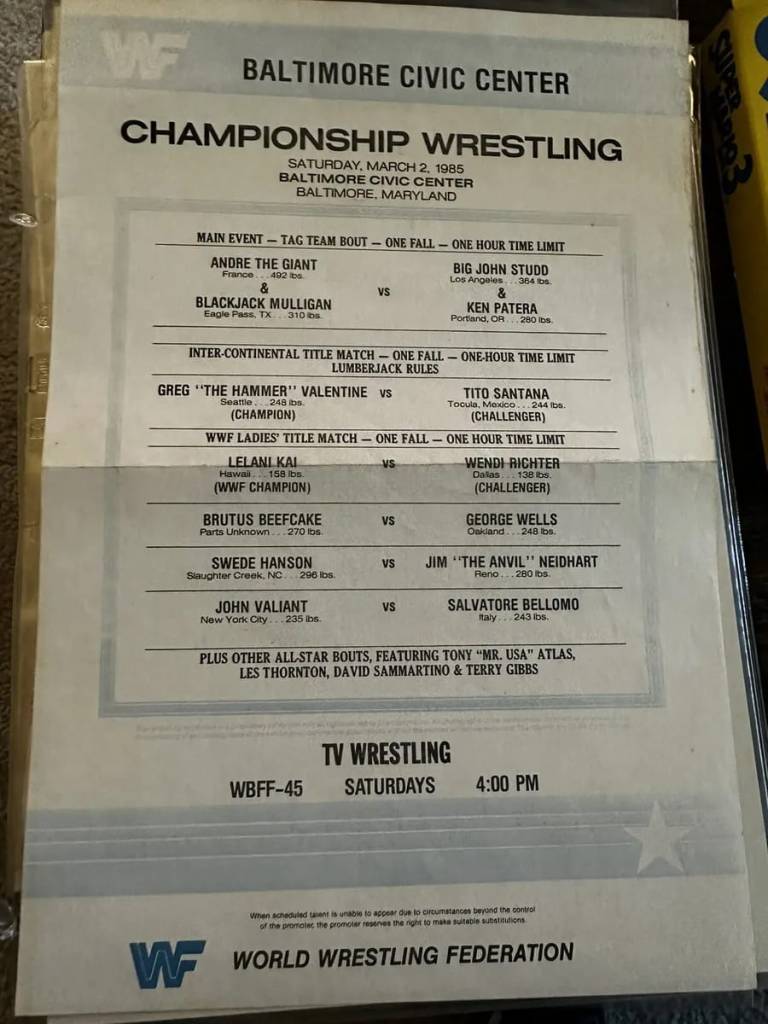 WF
BALTIMORE CIVIC CENTER
CHAMPIONSHIP WRESTLING
SATURDAY, MARCH 2, 1985
BALTIMORE CIVIC CENTER
BALTIMORE, MARYLAND
MAIN EVENT — TAG TEAM BOUT — ONE FALL — ONE HOUR TIME LIMIT
ANDRE THE GIANT
France . . . 492 lbs.
&
BLACKJACK MULLIGAN
Eagle Pass, TX . . . 310 lbs.
vs
BIG JOHN STUDD
Los Angeles . . . 364 lbs.
&
KEN PATERA
Portland, OR . . . 280 lbs.
INTER-CONTINENTAL TITLE MATCH — ONE FALL — ONE-HOUR TIME LIMIT
LUMBERJACK RULES
GREG "THE HAMMER" VALENTINE vs TITO SANTANA
Seattle . . . 248 lbs. Tocula, Mexico . . . 244 lbs.
(CHAMPION) (CHALLENGER)
WWF LADIES' TITLE MATCH — ONE FALL — ONE HOUR TIME LIMIT
LELANI KAI vs WENDI RICHTER
Hawaii . . . 158 lbs. Dallas . . . 138 lbs.
(WWF CHAMPION) (CHALLENGER)
BRUTUS BEEFCAKE vs GEORGE WELLS
Parts Unknown . . . 270 lbs. Oakland . . . 248 lbs.
SWEDE HANSON vs JIM "THE ANVIL" NEIDHART
Slaughter Creek, NC . . . 296 lbs. Reno . . . 280 lbs.
JOHN VALIANT vs SALVATORE BELLOMO
New York City . . . 235 lbs. Italy . . . 243 lbs.
PLUS OTHER ALL-STAR BOUTS, FEATURING TONY "MR. USA" ATLAS,
LES THORNTON, DAVID SAMMARTINO & TERRY GIBBS
TV WRESTLING
WBFF-45 SATURDAYS 4:00 PM
When scheduled talent is unable to appear due to circumstances beyond the control
of the promoter, the promoter reserves the right to make suitable substitutions.
WF WORLD WRESTLING FEDERATION
SUPER
MARIO 3